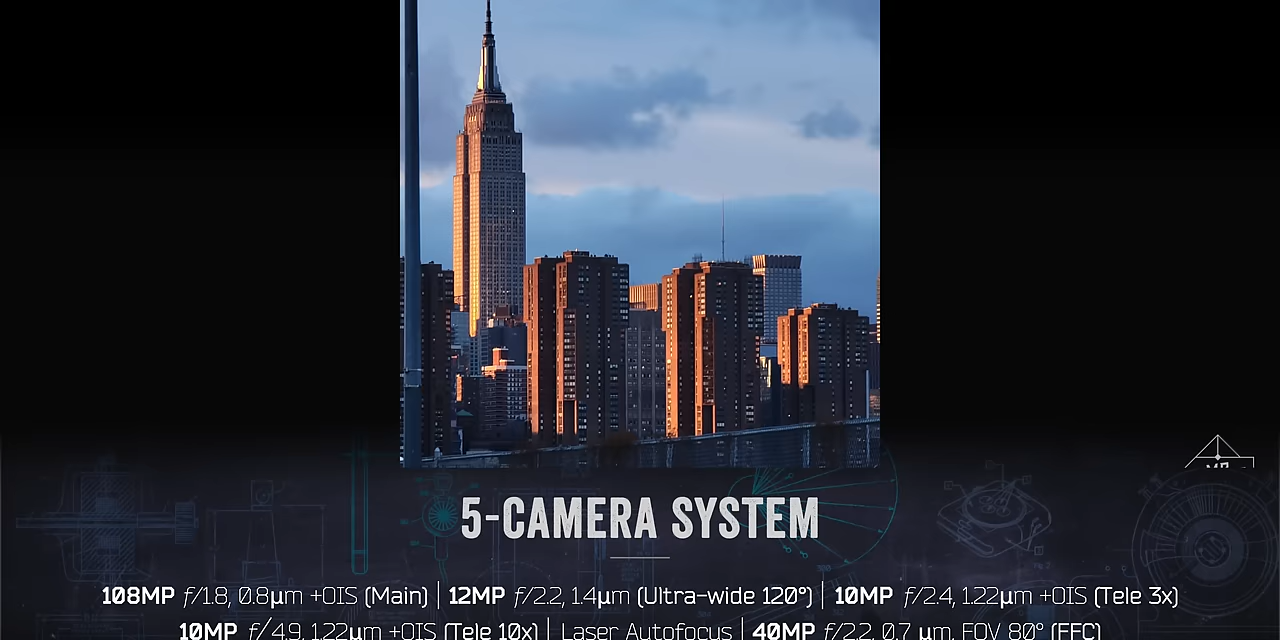 5-CAMERA SYSTEM
108MP f/1.8, 0.8µm +OIS (Main) | 12MP f/2.2, 1.4µm (Ultra-wide 120°) | 10MP f/2.4, 1.22µm +OIS (Tele 3x)
10MP f/4.9, 1.22µm +OIS (Tele 10x) | Laser Autofocus | 40MP f/2.2, 0.7 µm, FOV 80° (FFC)